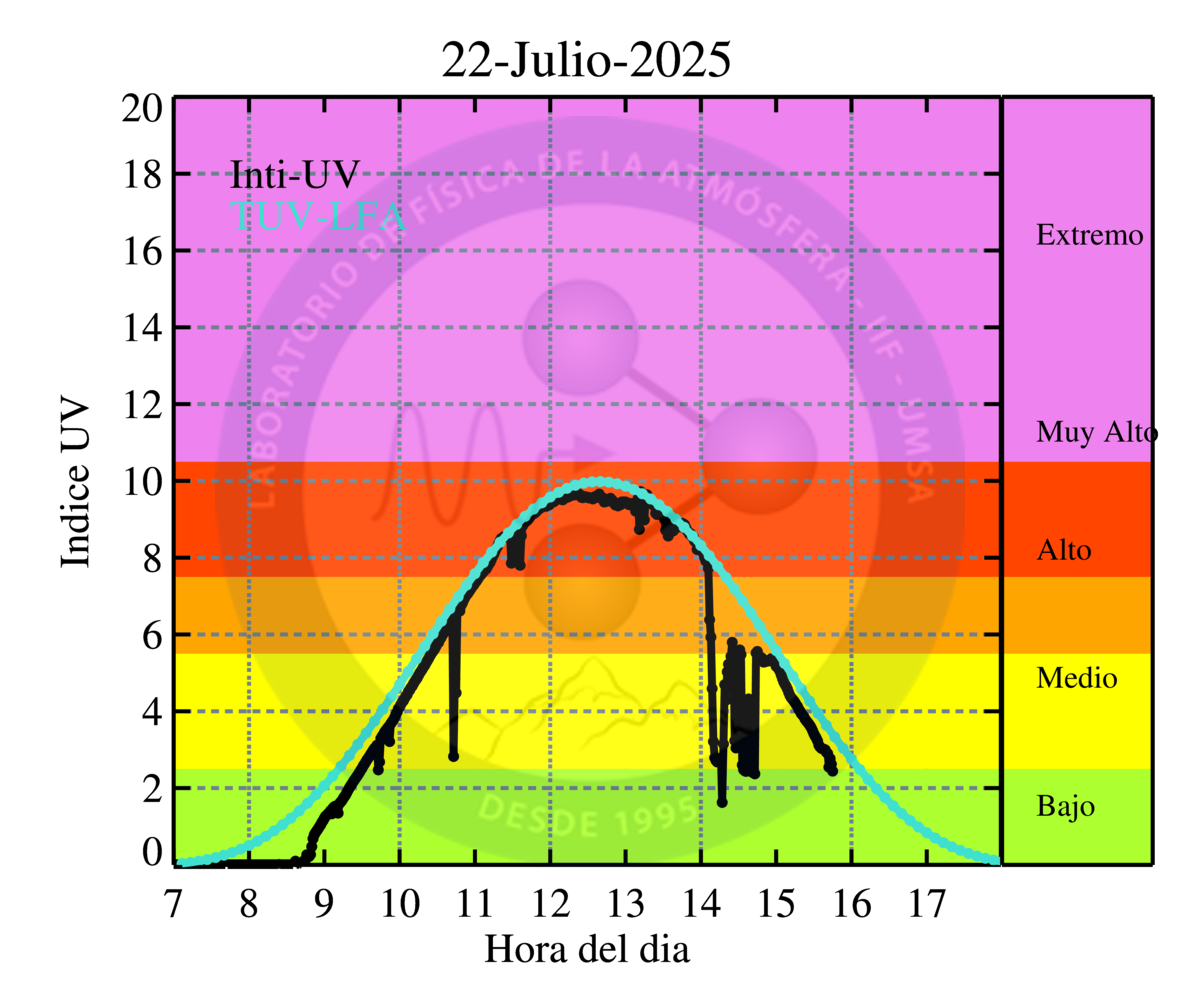 22-Julio-2025
20
18
16
14
12
10
8
6
4
2
0
Indice UV
Inti-UV
TUV-LFA
LABORATORIO DE FÍSICA DE LA ATMÓSFERA - IIF - UMSA
DESDE 1995
Extremo
Muy Alto
Alto
Medio
Bajo
7 8 9 10 11 12 13 14 15 16 17
Hora del dia